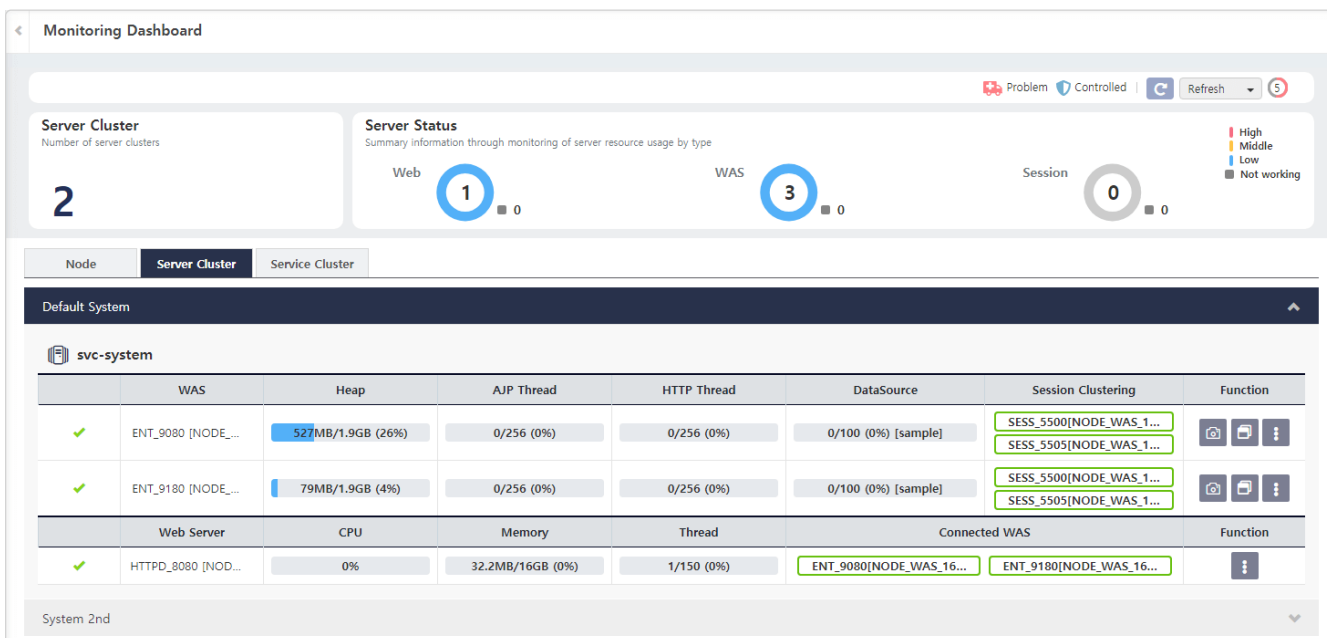 Monitoring Dashboard
Problem Controlled Refresh 5
Server Cluster
Number of server clusters
2
Server Status
Summary information through monitoring of server resource usage by type
Web 1 0
WAS 3 0
Session 0 0
High
Middle
Low
Not working
Node Server Cluster Service Cluster
Default System
svc-system
WAS Heap AJP Thread HTTP Thread DataSource Session Clustering Function
ENT_9080 [NODE_... 527MB/1.9GB (26%) 0/256 (0%) 0/256 (0%) 0/100 (0%) [sample] SESS_5500[NODE_WAS_1...
SESS_5505[NODE_WAS_1...
ENT_9180 [NODE_... 79MB/1.9GB (4%) 0/256 (0%) 0/256 (0%) 0/100 (0%) [sample] SESS_5500[NODE_WAS_1...
SESS_5505[NODE_WAS_1...
Web Server CPU Memory Thread Connected WAS Function
HTTPD_8080 [NOD... 0% 32.2MB/16GB (0%) 1/150 (0%) ENT_9080[NODE_WAS_16... ENT_9180[NODE_WAS_16...
System 2nd